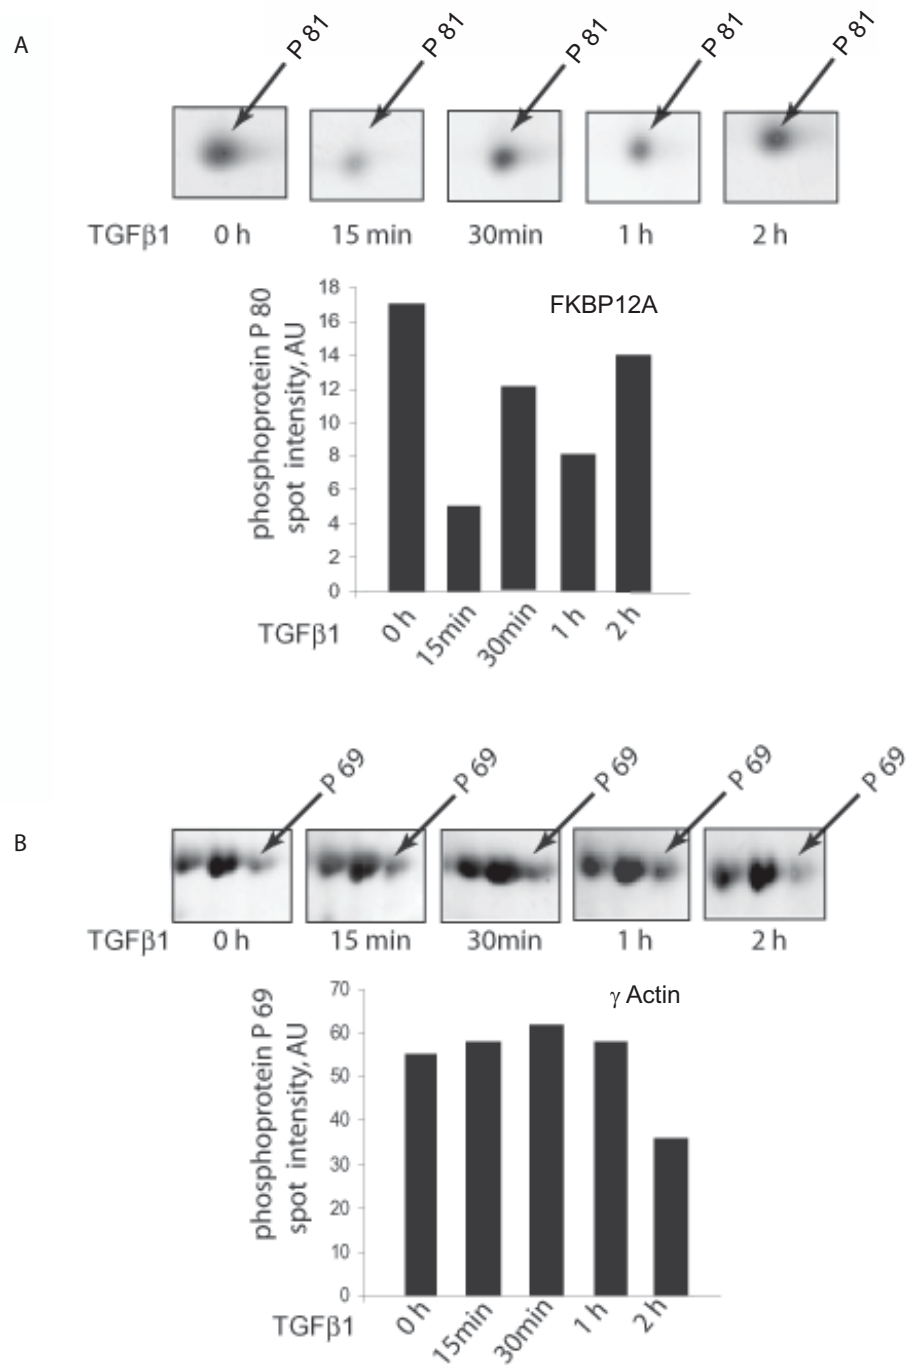 A
P 81 P 81 P 81 P 81 P 81
TGFβ1 0 h 15 min 30min 1 h 2 h
FKBP12A
phosphoprotein P 80
spot intensity, AU
18
16
14
12
10
8
6
4
2
0
TGFβ1 0 h 15min 30min 1 h 2 h
B
P 69 P 69 P 69 P 69 P 69
TGFβ1 0 h 15 min 30min 1 h 2 h
γ Actin
phosphoprotein P 69
spot intensity, AU
70
60
50
40
30
20
10
0
TGFβ1 0 h 15min 30min 1 h 2 h